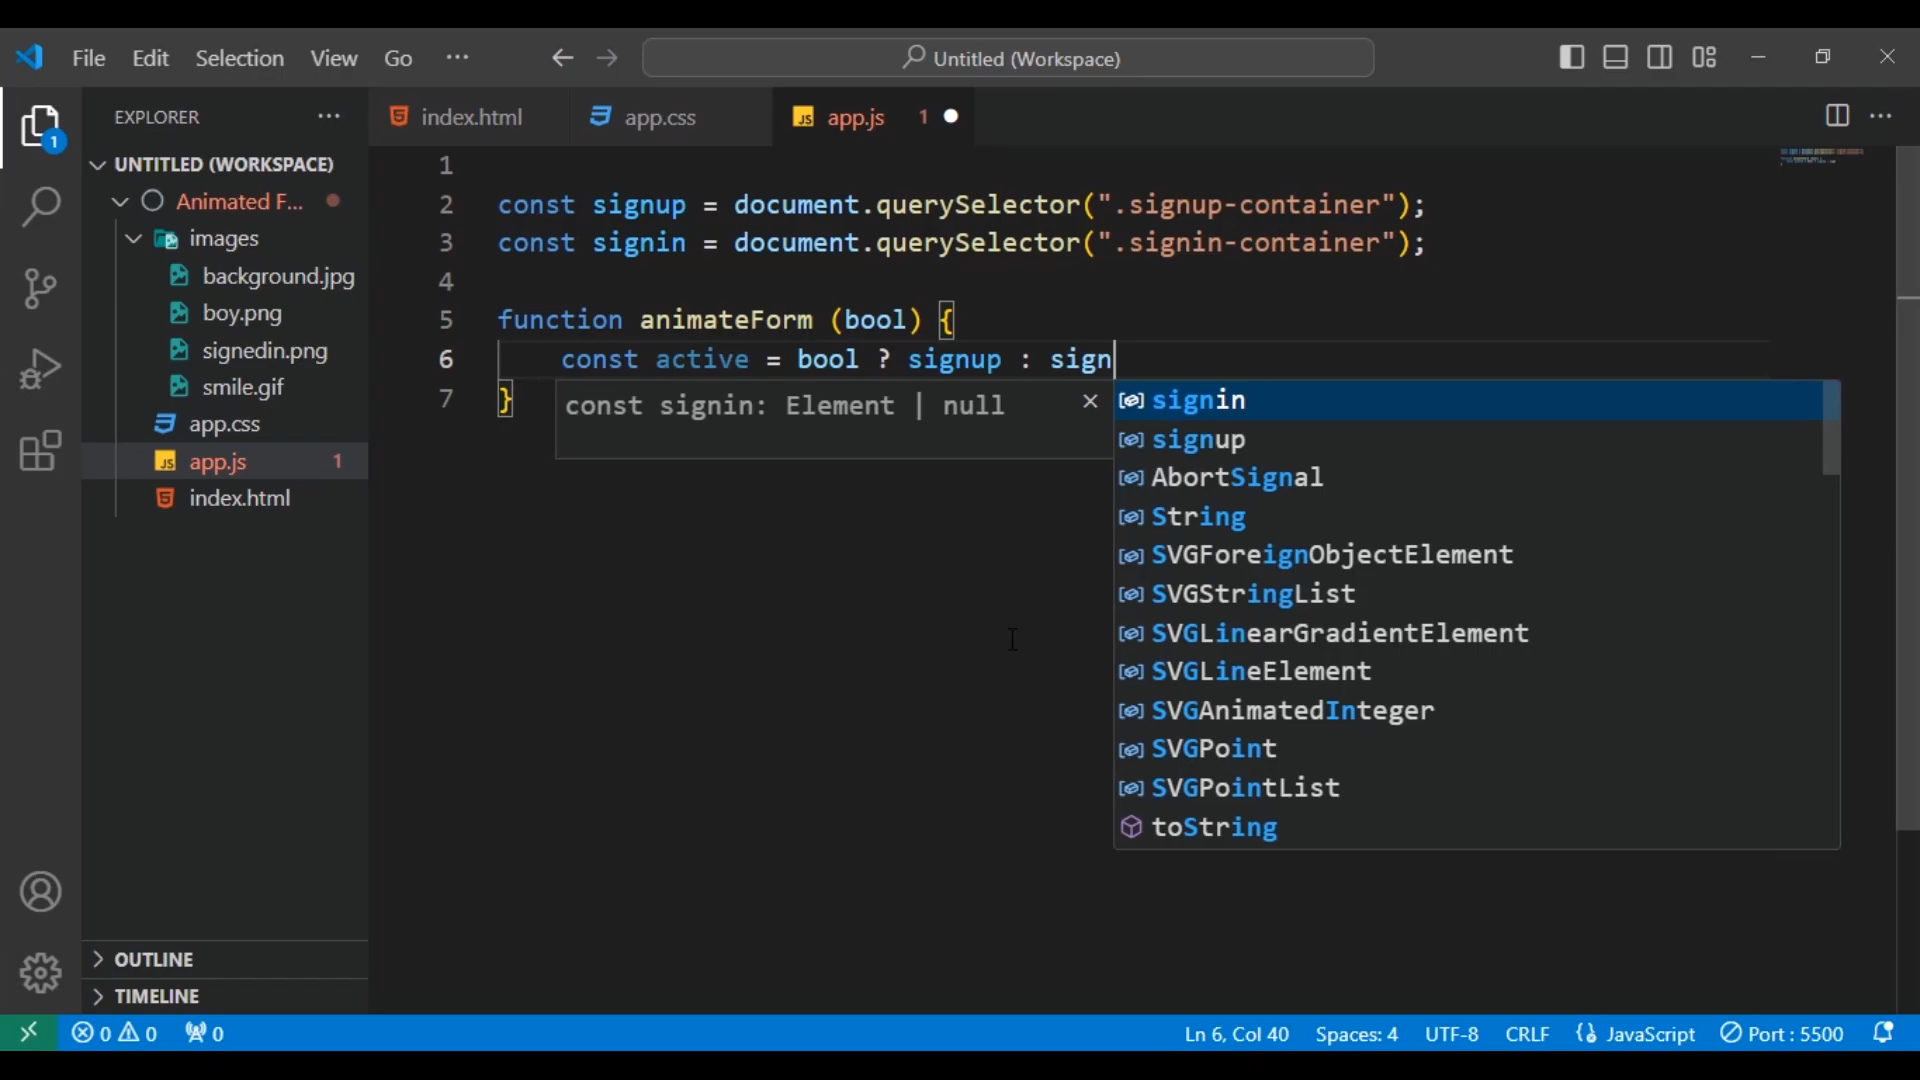 File Edit Selection View Go ··· Untitled (Workspace)
EXPLORER ···
index.html app.css JS app.js 1
1
UNTITLED (WORKSPACE)
Animated F...
images
background.jpg
boy.png
signedin.png
smile.gif
app.css
JS app.js 1
index.html
OUTLINE
TIMELINE
1
2 const signup = document.querySelector(".signup-container");
3 const signin = document.querySelector(".signin-container");
4
5 function animateForm (bool) {
6 const active = bool ? signup : sign
7 }
const signin: Element | null
signin
signup
AbortSignal
String
SVGForeignObjectElement
SVGStringList
SVGLinearGradientElement
SVGLineElement
SVGAnimatedInteger
SVGPoint
SVGPointList
toString
0 0 0 Ln 6, Col 40 Spaces: 4 UTF-8 CRLF JavaScript Port : 5500